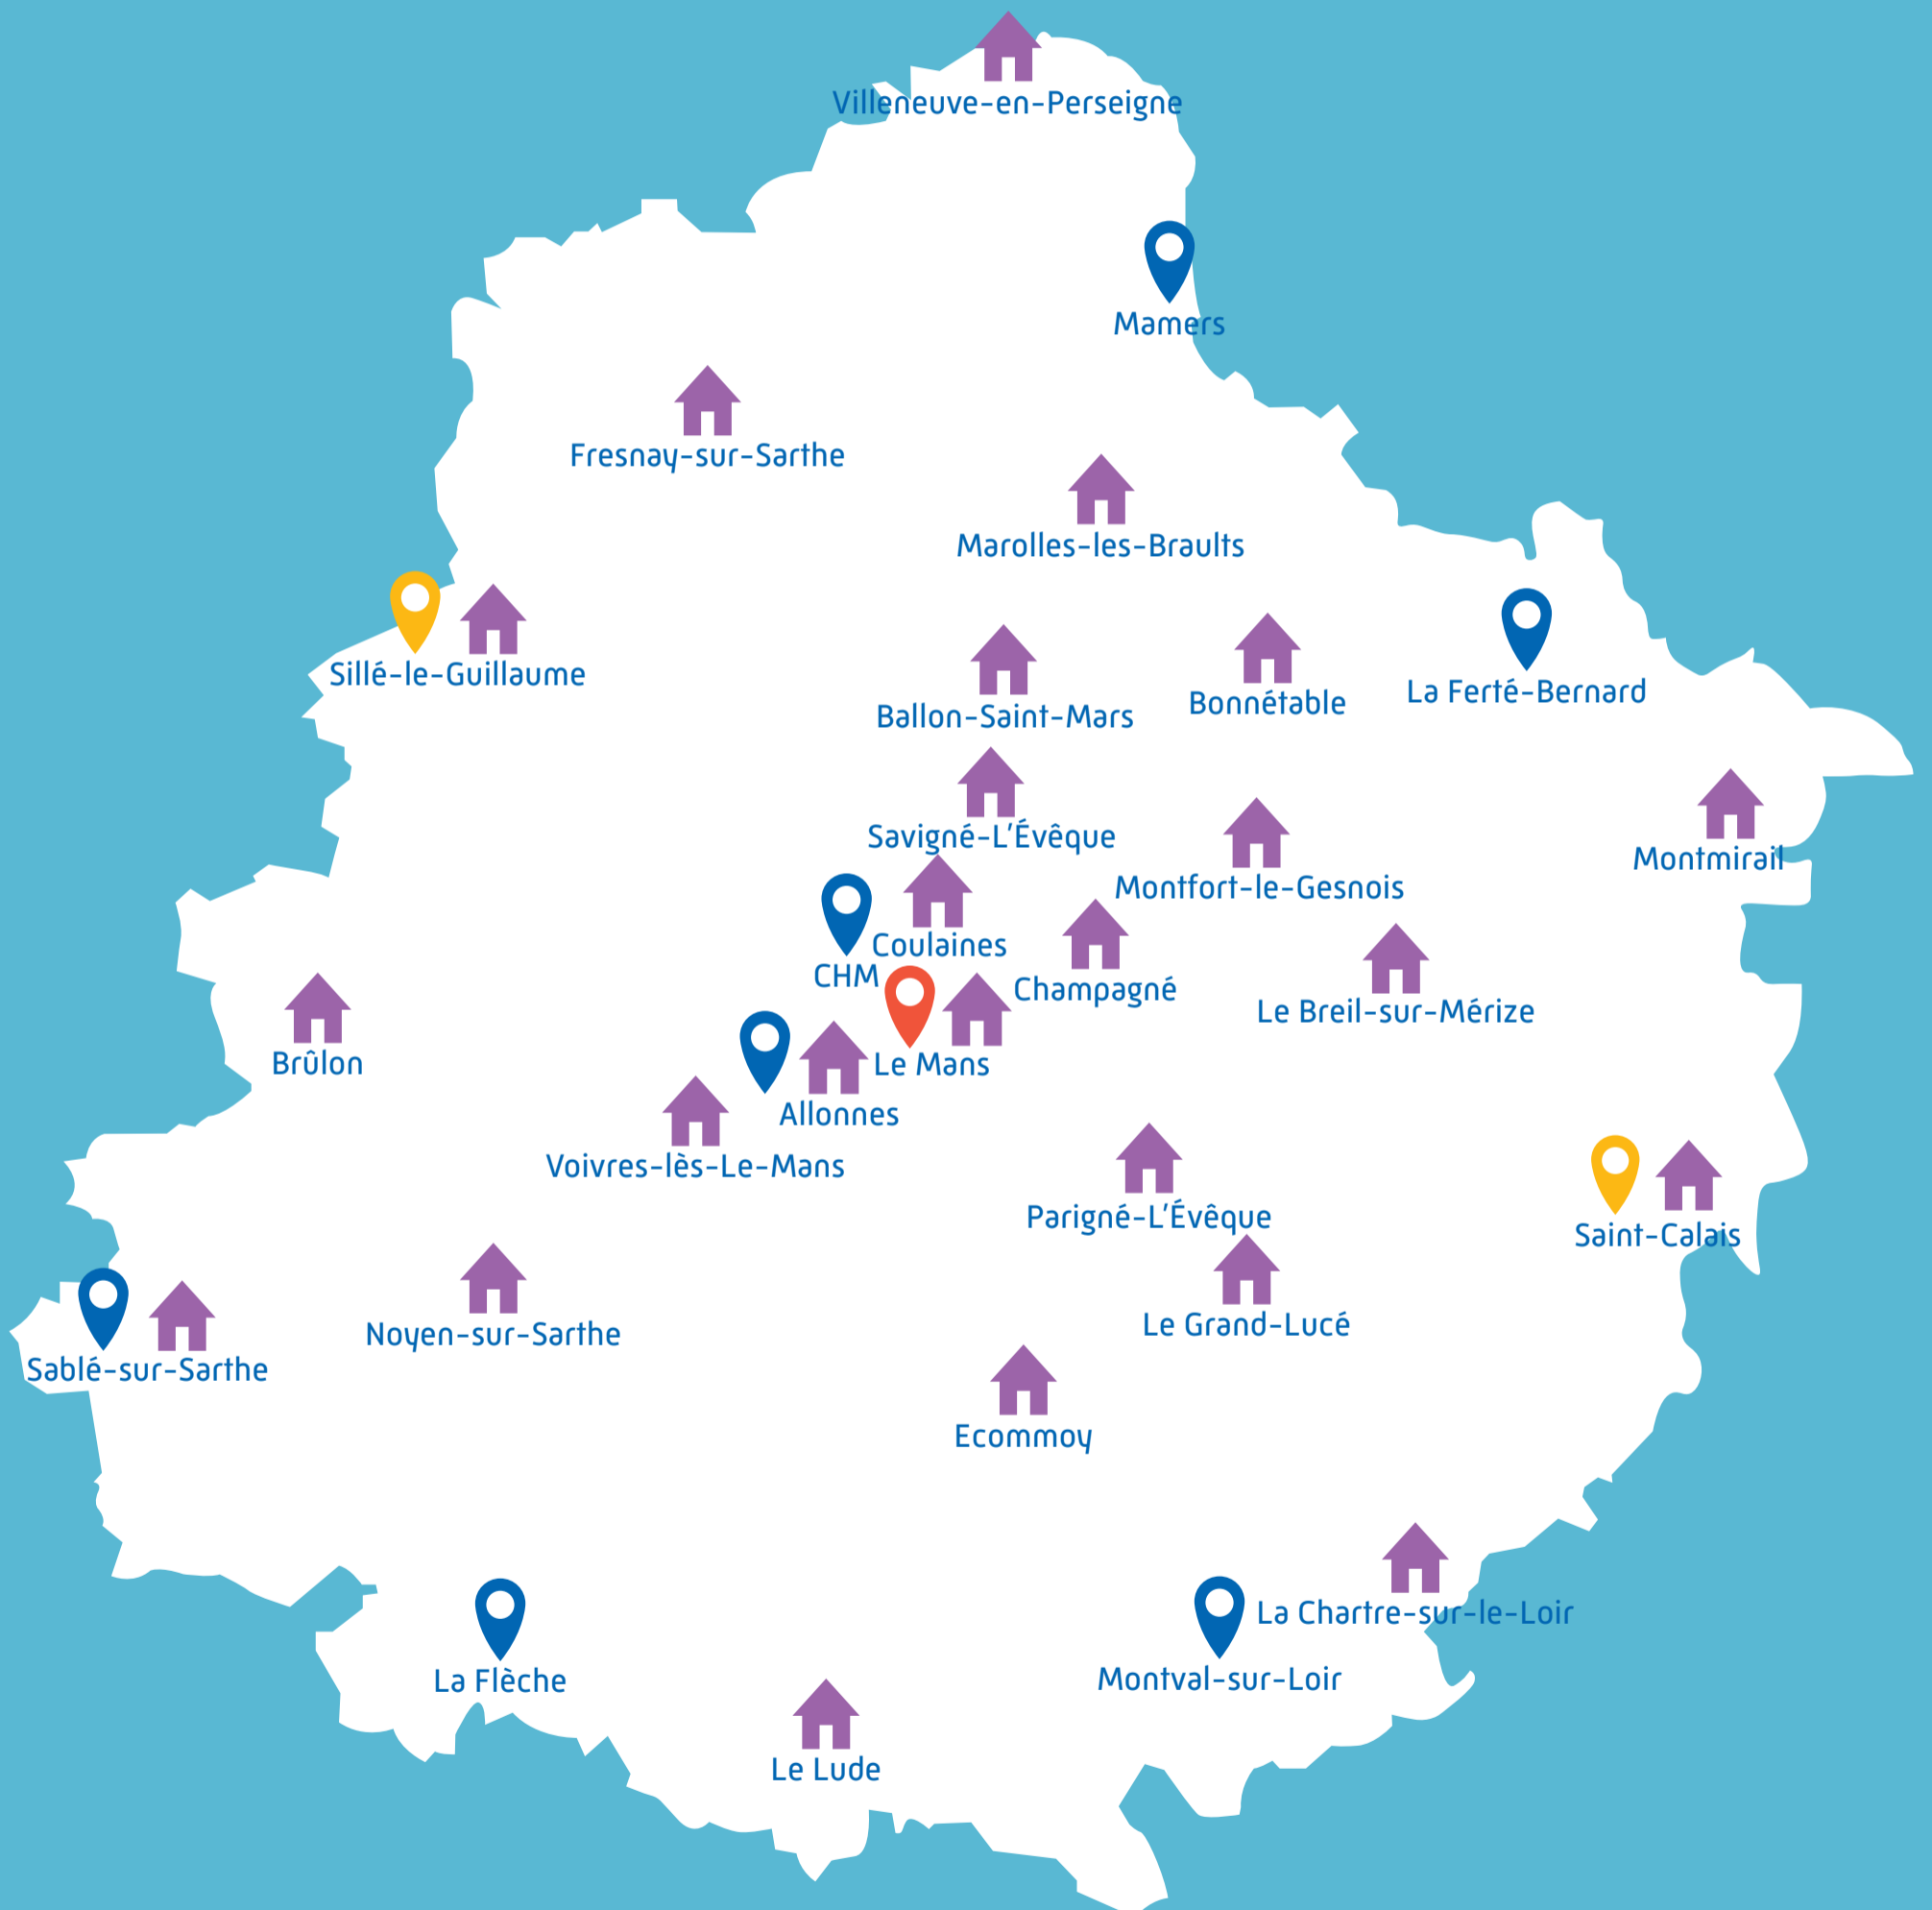 Villeneuve-en-Perseigne
Mamers
Fresnay-sur-Sarthe
Marolles-les-Braults
Sillé-le-Guillaume
Ballon-Saint-Mars
Bonnétable
La Ferté-Bernard
Savigné-L'Évêque
Montmirail
Montfort-le-Gesnois
Coulaines
CHM
Champagné
Le Breil-sur-Mérize
Brûlon
Le Mans
Allonnes
Voivres-lès-Le-Mans
Parigné-L'Évêque
Saint-Calais
Le Grand-Lucé
Noyen-sur-Sarthe
Sablé-sur-Sarthe
Ecommoy
La Chartre-sur-le-Loir
La Flèche
Montval-sur-Loir
Le Lude